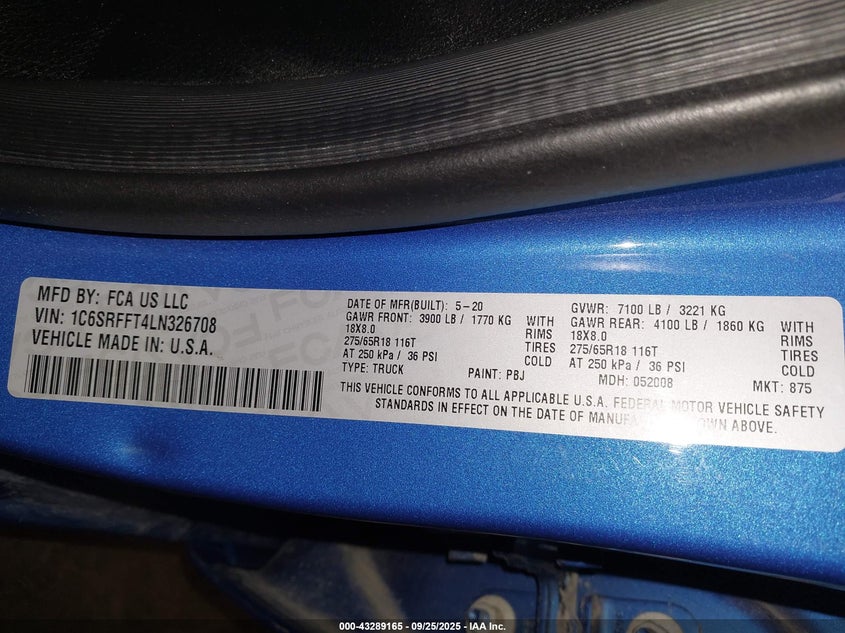 MFD BY: FCA US LLC
VIN: 1C6SRFFT4LN326708
VEHICLE MADE IN: U.S.A.
DATE OF MFR(BUILT): 5-20
GAWR FRONT: 3900 LB / 1770 KG WITH
18X8.0 RIMS
275/65R18 116T TIRES
AT 250 kPa / 36 PSI COLD
TYPE: TRUCK PAINT: PBJ
GVWR: 7100 LB / 3221 KG
GAWR REAR: 4100 LB / 1860 KG WITH
18X8.0 RIMS
275/65R18 116T TIRES
AT 250 kPa / 36 PSI COLD
MDH: 052008 MKT: 875
THIS VEHICLE CONFORMS TO ALL APPLICABLE U.S.A. FEDERAL MOTOR VEHICLE SAFETY
STANDARDS IN EFFECT ON THE DATE OF ABOVE.
000-43289165 - 09/25/2025 - IAA Inc.